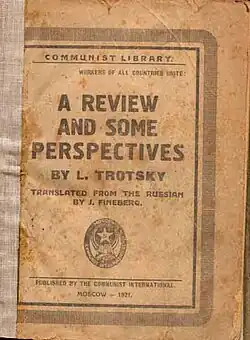 COMMUNIST LIBRARY.
WORKERS OF ALL COUNTRIES UNITE!
A REVIEW
AND SOME
PERSPECTIVES
BY L. TROTSKY
TRANSLATED FROM THE RUSSIAN
BY J. FINEBERG.
PUBLISHED BY THE COMMUNIST INTERNATIONAL.
MOSCOW — 1921.